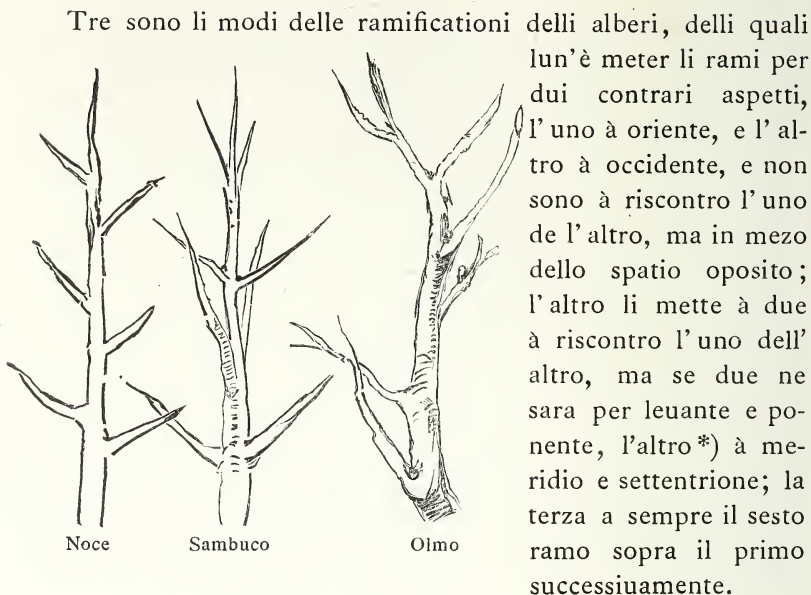 Tre sono li modi delle ramificationi delli alberi, delli quali
lun'è meter li rami per
dui contrari aspetti,
l'uno à oriente, e l'al-
tro à occidente, e non
sono à riscontro l'uno
de l'altro, ma in mezo
dello spatio oposito;
l'altro li mette à due
à riscontro l'uno dell'
altro, ma se due ne
sara per leuante e po-
nente, l'altro*) à me-
ridio e settentrione; la
terza a sempre il sesto
ramo sopra il primo
successiuamente.
Noce Sambuco Olmo